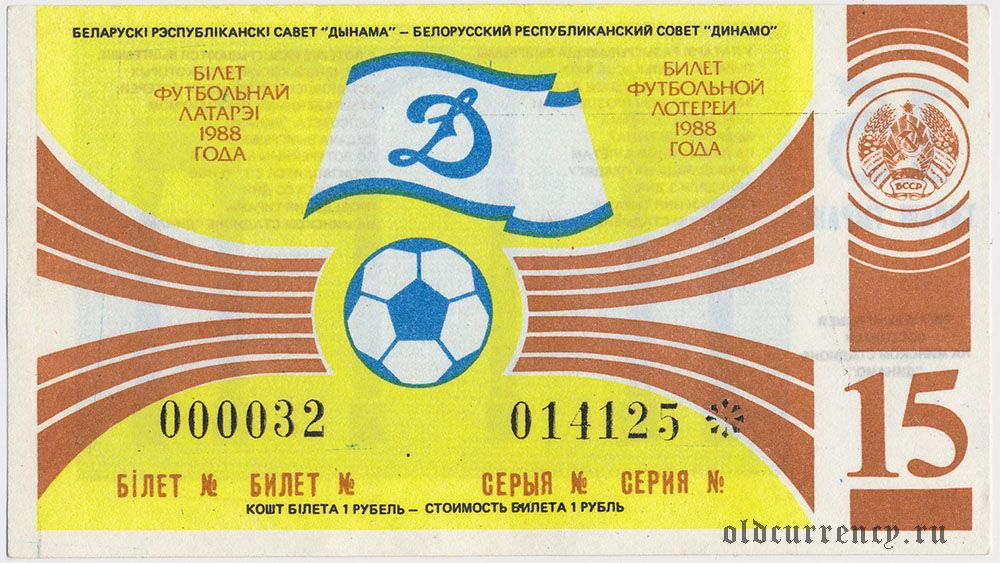 БЕЛАРУСКІ РЭСПУБЛІКАНСКІ САВЕТ "ДЫНАМА" — БЕЛОРУССКИЙ РЕСПУБЛИКАНСКИЙ СОВЕТ "ДИНАМО"
БІЛЕТ
ФУТБОЛЬНАЙ
ЛАТАРЭІ
1988
ГОДА
Д
БИЛЕТ
ФУТБОЛЬНОЙ
ЛОТЕРЕИ
1988
ГОДА
БССР
000032
014125
БІЛЕТ № БИЛЕТ №
СЕРЫЯ № СЕРИЯ №
КОШТ БІЛЕТА 1 РУБЕЛЬ — СТОИМОСТЬ БИЛЕТА 1 РУБЛЬ
15
oldcurrency.ru